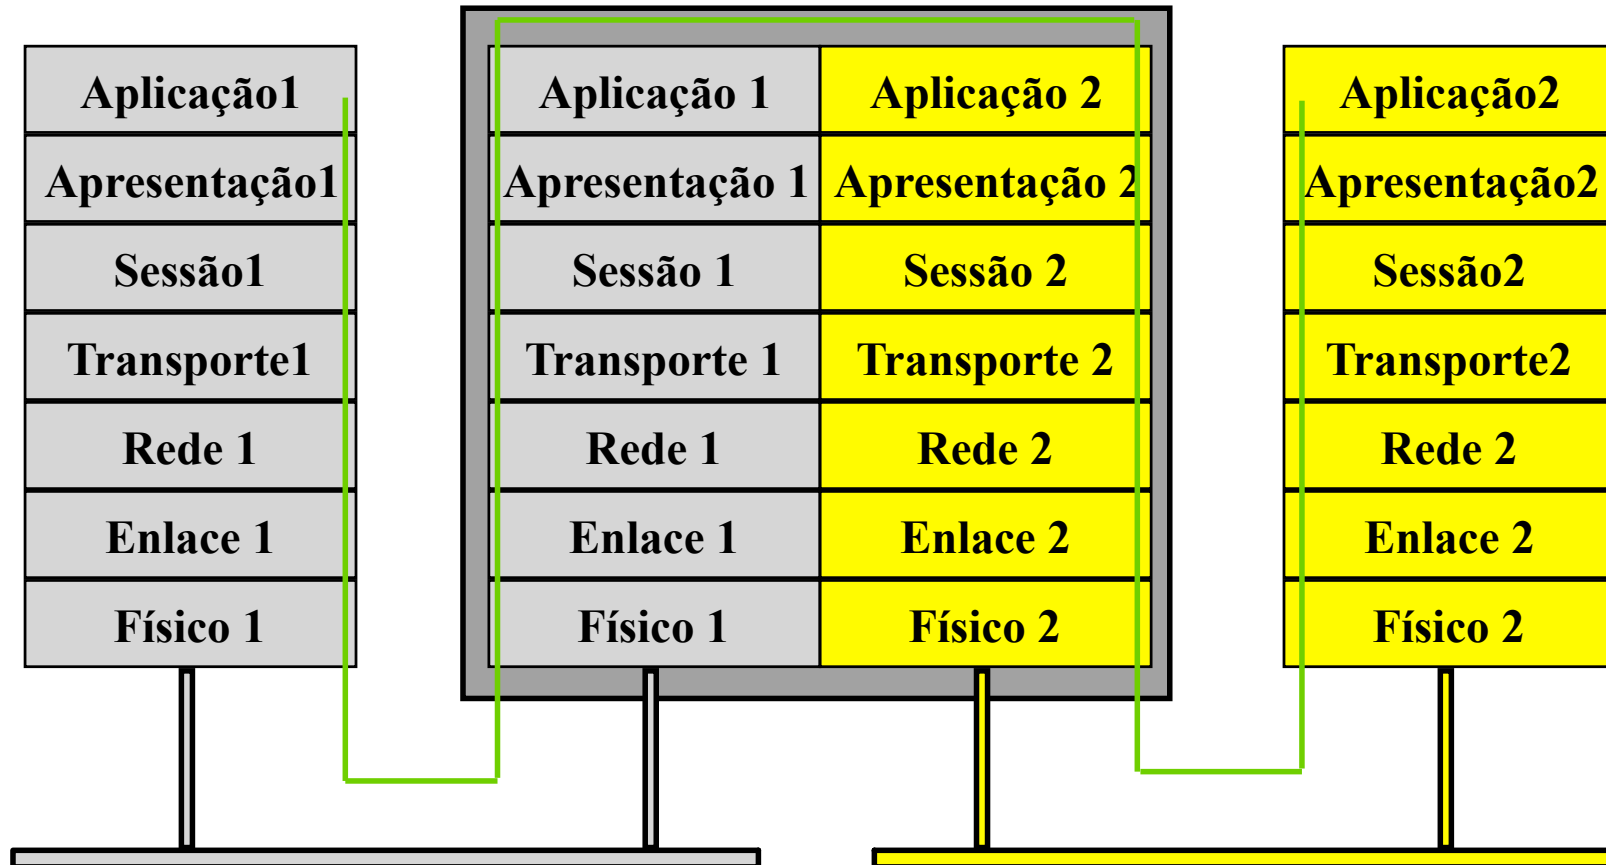 Aplicação1
Apresentação1
Sessão1
Transporte1
Rede 1
Enlace 1
Físico 1
Aplicação 1
Apresentação 1
Sessão 1
Transporte 1
Rede 1
Enlace 1
Físico 1
Aplicação 2
Apresentação 2
Sessão 2
Transporte 2
Rede 2
Enlace 2
Físico 2
Aplicação2
Apresentação2
Sessão2
Transporte2
Rede 2
Enlace 2
Físico 2